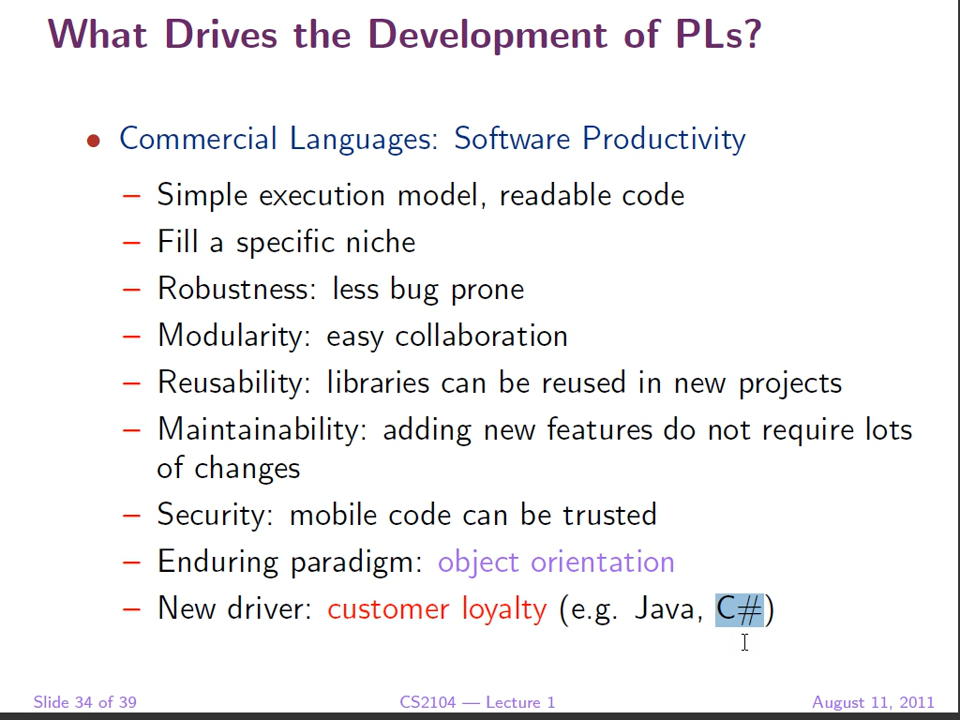 What Drives the Development of PLs?
• Commercial Languages: Software Productivity
– Simple execution model, readable code
– Fill a specific niche
– Robustness: less bug prone
– Modularity: easy collaboration
– Reusability: libraries can be reused in new projects
– Maintainability: adding new features do not require lots
of changes
– Security: mobile code can be trusted
– Enduring paradigm: object orientation
– New driver: customer loyalty (e.g. Java, C#)
Slide 34 of 39 CS2104 — Lecture 1 August 11, 2011